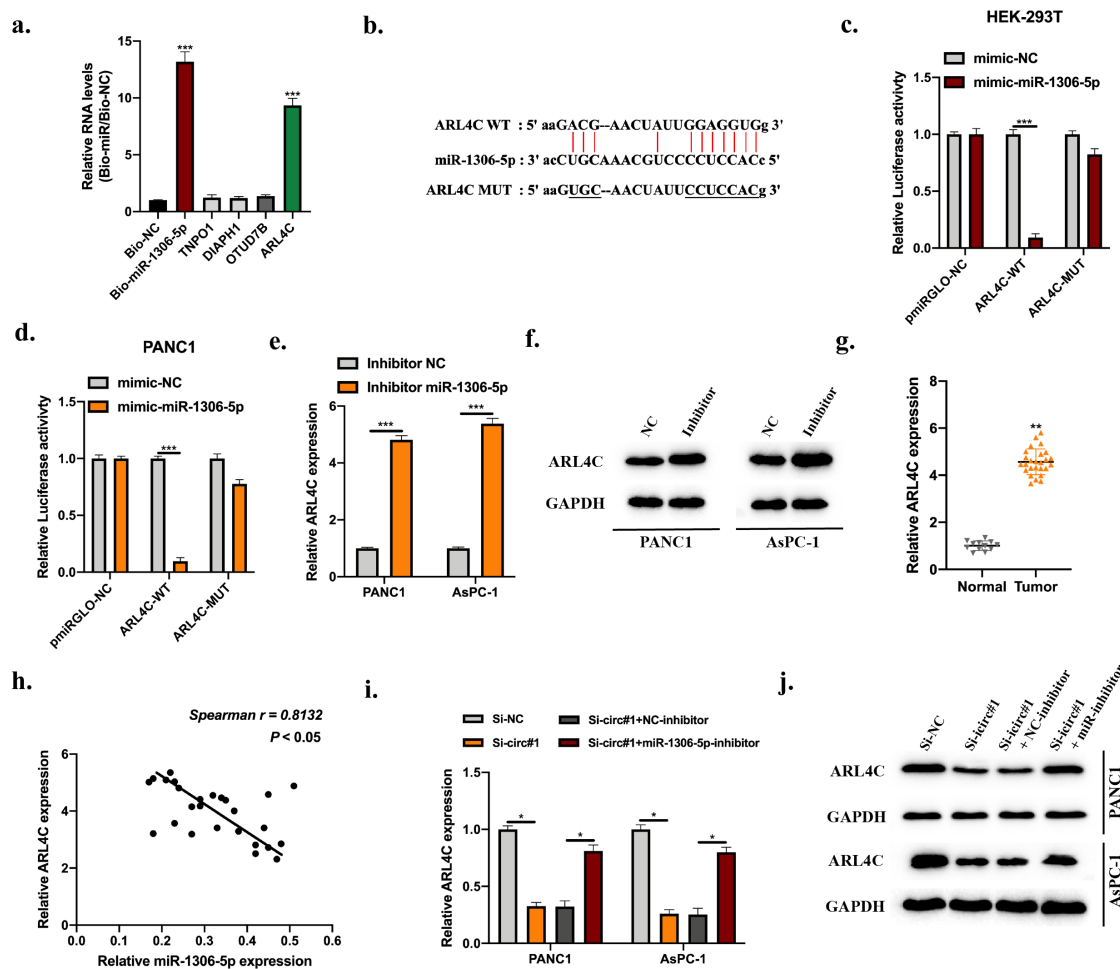 a.
Relative RNA levels
(Bio-miR/Bio-NC)
15
10
5
0
***
***
Bio-NC
Bio-miR-1306-5p
TNPO1
DIAPH1
OTUD7B
ARL4C
b.
ARL4C WT : 5' aaGACG--AACUAUUGGAGGUGg 3'
miR-1306-5p : 3' acCUGCAAACGUCCCCUCCACc 5'
ARL4C MUT : 5' aaGUGC--AACUAUUCCUCCACg 3'
c.
HEK-293T
mimic-NC
mimic-miR-1306-5p
Relative Luciferase activivty
1.5
1.0
0.5
0.0
***
pmiRGLO-NC
ARL4C-WT
ARL4C-MUT
d.
PANC1
mimic-NC
mimic-miR-1306-5p
Relative Luciferase activivty
1.5
1.0
0.5
0.0
***
pmiRGLO-NC
ARL4C-WT
ARL4C-MUT
e.
Inhibitor NC
Inhibitor miR-1306-5p
Relative ARL4C expression
6
4
2
0
***
***
PANC1
AsPC-1
f.
NC
Inhibitor
NC
Inhibitor
ARL4C
GAPDH
PANC1
AsPC-1
g.
Relative ARL4C expression
8
6
4
2
0
**
Normal
Tumor
h.
Spearman r = 0.8132
P < 0.05
Relative ARL4C expression
6
4
2
0
0.0 0.1 0.2 0.3 0.4 0.5 0.6
Relative miR-1306-5p expression
i.
Si-NC
Si-circ#1
Si-circ#1+NC-inhibitor
Si-circ#1+miR-1306-5p-inhibitor
Relative ARL4C expression
1.5
1.0
0.5
0.0
*
*
*
*
PANC1
AsPC-1
j.
Si-NC
Si-icirc#1
Si-icirc#1
+ NC-inhibitor
Si-icirc#1
+ miR-inhibitor
ARL4C
GAPDH
PANC1
ARL4C
GAPDH
AsPC-1